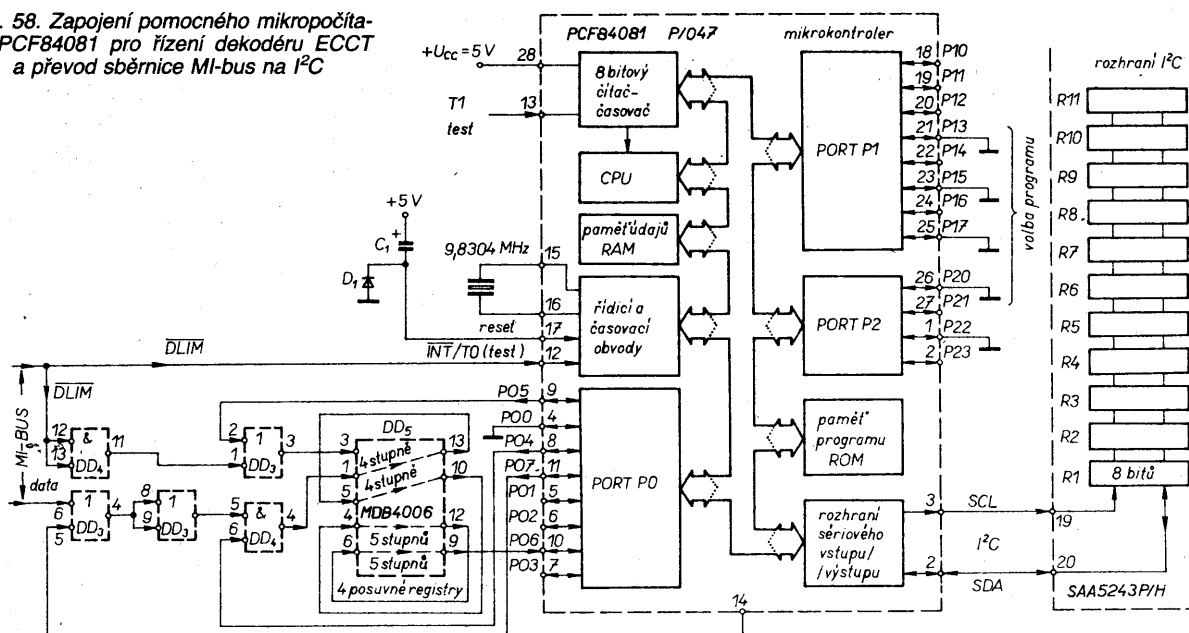 . 58. Zapojení pomocného mikropočíta-
PCF84081 pro řízení dekodéru ECCT
a převod sběrnice MI-bus na I²C
PCF84081 P/047
mikrokontroler
rozhraní I²C
+Ucc=5V
28
T1
13
test
8 bitový
čítač-
časovač
CPU
paměť údajů
RAM
řídicí a
časovací
obvody
+5V
C1
+
D1
9,8304 MHz
15
16
reset
17
INT/T0 (test)
12
DLIM
DLIM
MI-BUS
data
PORT P1
18 P10
19 P11
20 P12
21 P13
22 P14
23 P15
24 P16
25 P17
volba programu
PORT P2
26 P20
27 P21
1 P22
2 P23
paměť
programu
ROM
rozhraní
sériového
vstupu/
/výstupu
3 SCL
I²C
2 SDA
19
20
SAA5243P/H
R11
R10
R9
R8
R7
R6
R5
R4
R3
R2
R1
8 bitů
PORT P0
P05 9
P00 4
P04 8
P07 11
P01 5
P02 6
P06 10
P03 7
14
12
13
&
DD4
11
2
1
1
DD3
3
6
5
1
DD3
4
8
9
1
DD3
5
6
&
DD4
4
DD5
3
1
5
4
6
13
10
12
9
4 stupně
4 stupně
MDB4006
5 stupnů
5 stupnů
4 posuvné registry